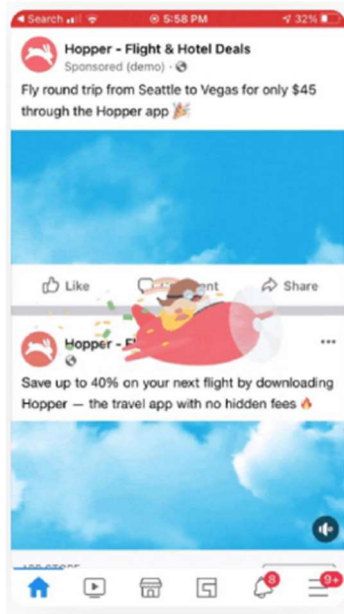 Search 5:58 PM 32%
Hopper - Flight & Hotel Deals
Sponsored (demo) ·
Fly round trip from Seattle to Vegas for only $45
through the Hopper app
Like Share
Hopper -
Save up to 40% on your next flight by downloading
Hopper — the travel app with no hidden fees
8 9+